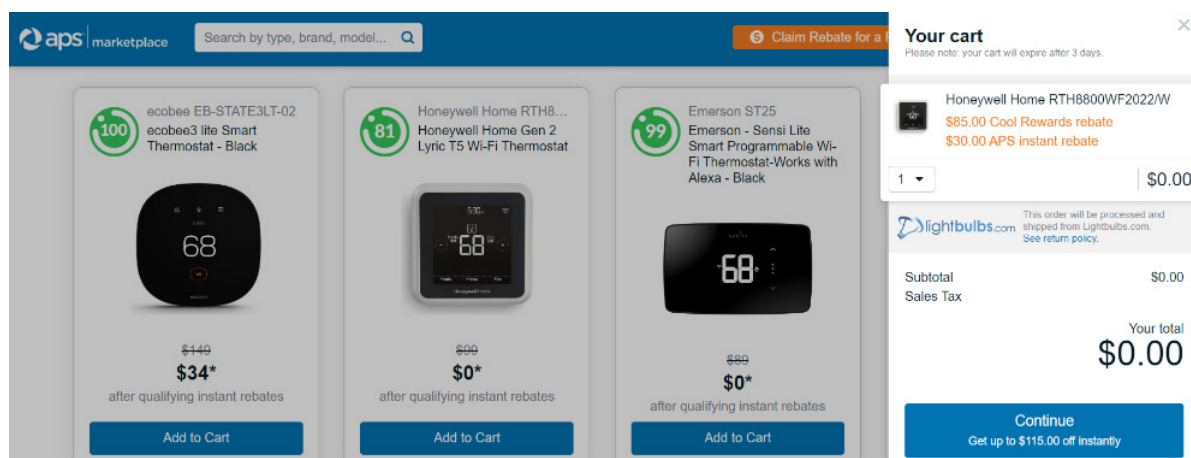 aps marketplace
Search by type, brand, model...
Claim Rebate for a
100
ecobee EB-STATE3LT-02
ecobee3 lite Smart
Thermostat - Black
68
$149
$34*
after qualifying instant rebates
Add to Cart
81
Honeywell Home RTH8...
Honeywell Home Gen 2
Lyric T5 Wi-Fi Thermostat
68
68
$99
$0*
after qualifying instant rebates
Add to Cart
99
Emerson ST25
Emerson - Sensi Lite
Smart Programmable Wi-
Fi Thermostat-Works with
Alexa - Black
68
$89
$0*
after qualifying instant rebates
Add to Cart
Your cart
Please note: your cart will expire after 3 days.
Honeywell Home RTH8800WF2022/W
$85.00 Cool Rewards rebate
$30.00 APS instant rebate
1
$0.00
lightbulbs.com
This order will be processed and
shipped from Lightbulbs.com.
See return policy.
Subtotal $0.00
Sales Tax
Your total
$0.00
Continue
Get up to $115.00 off instantly